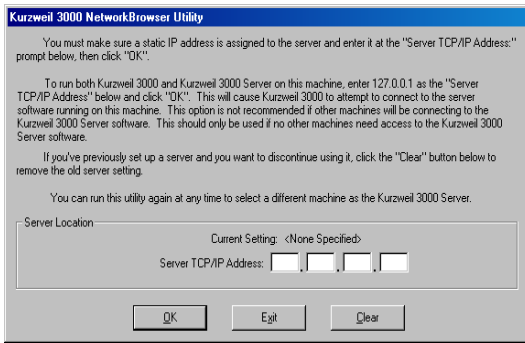 Kurzweil 3000 NetworkBrowser Utility
You must make sure a static IP address is assigned to the server and enter it at the "Server TCP/IP Address:"
prompt below, then click "OK".
To run both Kurzweil 3000 and Kurzweil 3000 Server on this machine, enter 127.0.0.1 as the "Server
TCP/IP Address" below and click "OK". This will cause Kurzweil 3000 to attempt to connect to the server
software running on this machine. This option is not recommended if other machines will be connecting to the
Kurzweil 3000 Server software. This should only be used if no other machines need access to the Kurzweil 3000
Server software.
If you've previously set up a server and you want to discontinue using it, click the "Clear" button below to
remove the old server setting.
You can run this utility again at any time to select a different machine as the Kurzweil 3000 Server.
Server Location
Current Setting: <None Specified>
Server TCP/IP Address: . . .
OK Exit Clear